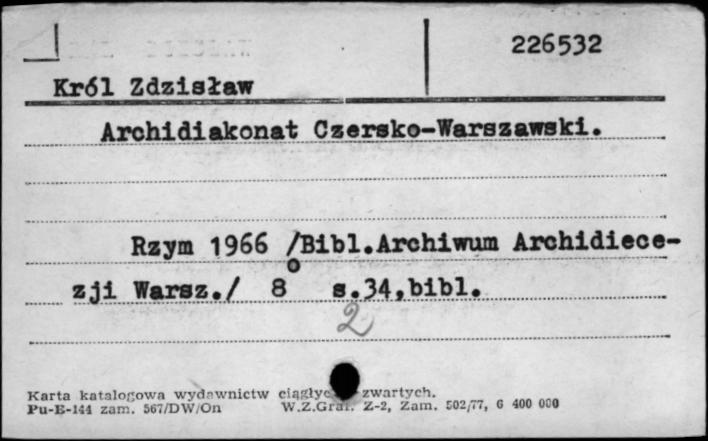 226532
Król Zdzisław
Archidiakonat Czersko-Warszawski.
Rzym 1966 /Bibl.Archiwum Archidiece-
zji Warsz./ 8° s.34,bibl.
2
Karta katalogowa wydawnictw zwartych.
Pu-E-144 zam. 567/DW/On W.Z.Graf. Z-2, Zam. 502/77, 6 400 000